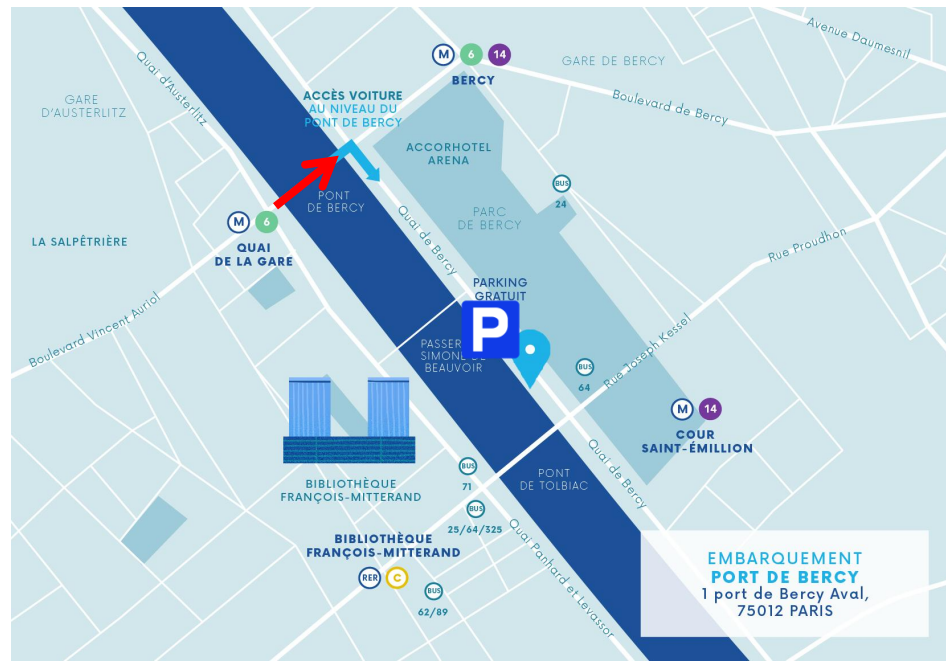 Avenue Daumesnil
M 6 14
BERCY
GARE DE BERCY
Quai d'Austerlitz
GARE
D'AUSTERLITZ
ACCÈS VOITURE
AU NIVEAU DU
PONT DE BERCY
Boulevard de Bercy
ACCORHOTEL
ARENA
BUS
24
PONT
DE BERCY
PARC
DE BERCY
M 6
QUAI
DE LA GARE
LA SALPÊTRIÈRE
Quai de Bercy
Rue Proudhon
PARKING
GRATUIT
P
Boulevard Vincent Auriol
SIMONE DE
BEAUVOIR
BUS
64
Rue Joseph Kessel
M 14
COUR
SAINT-ÉMILLION
BIBLIOTHÈQUE
FRANÇOIS-MITTERAND
BUS
71
PONT
DE TOLBIAC
Quai de Bercy
BUS
25/64/325
BIBLIOTHÈQUE
FRANÇOIS-MITTERAND
RER C
BUS
62/89
Quai Panhard et Levassor
EMBARQUEMENT
PORT DE BERCY
1 port de Bercy Aval,
75012 PARIS